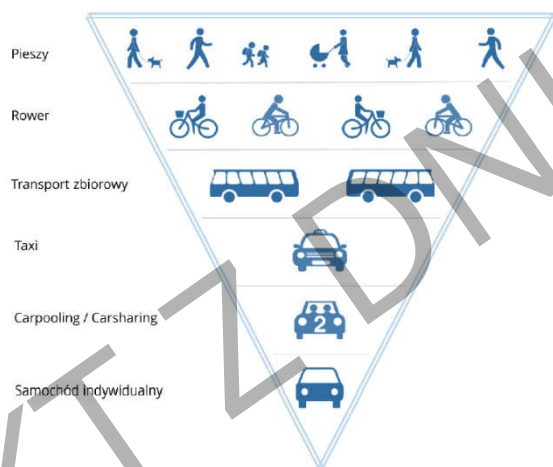 Pieszy
Rower
Transport zbiorowy
Taxi
Carpooling / Carsharing
2
Samochód indywidualny